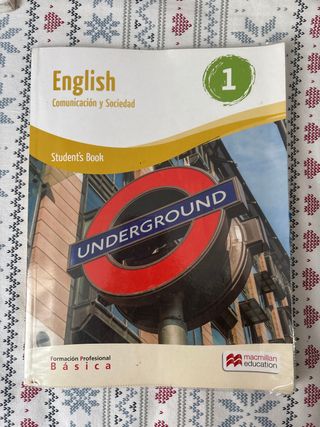 English
1
Comunicación y Sociedad
Student's Book
UNDERGROUND
Formación Profesional
Básica
macmillan
education